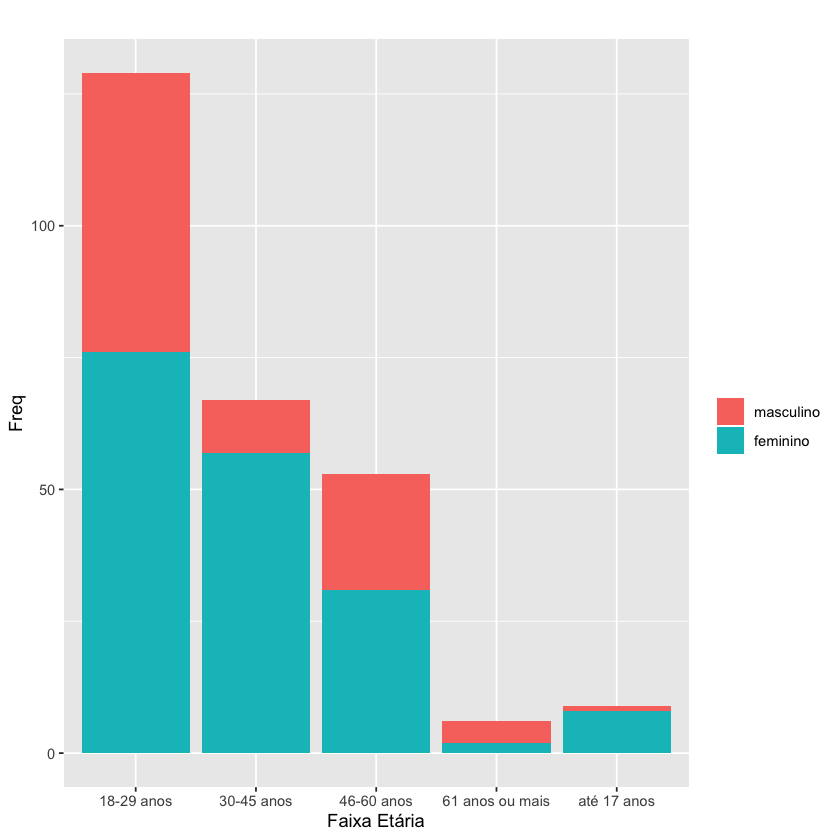 Freq
100
50
0
18-29 anos
30-45 anos
46-60 anos
61 anos ou mais
até 17 anos
Faixa Etária
masculino
feminino